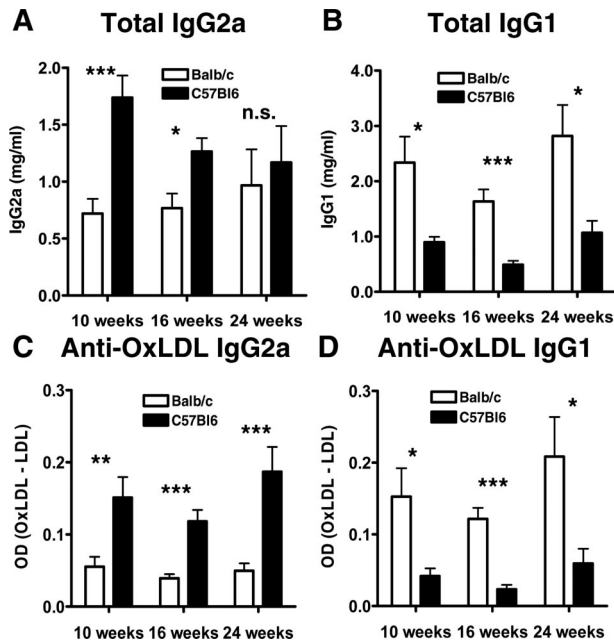 A Total IgG2a
*** Balb/c
C57Bl6
* n.s.
IgG2a (mg/ml)
2.0
1.5
1.0
0.5
0.0
10 weeks 16 weeks 24 weeks
B Total IgG1
Balb/c
C57Bl6
* *** *
IgG1 (mg/ml)
4.0
3.0
2.0
1.0
0.0
10 weeks 16 weeks 24 weeks
C Anti-OxLDL IgG2a
Balb/c
C57Bl6
** *** ***
OD (OxLDL - LDL)
0.3
0.2
0.1
0.0
10 weeks 16 weeks 24 weeks
D Anti-OxLDL IgG1
Balb/c
C57Bl6
* *** *
OD (OxLDL - LDL)
0.3
0.2
0.1
0.0
10 weeks 16 weeks 24 weeks